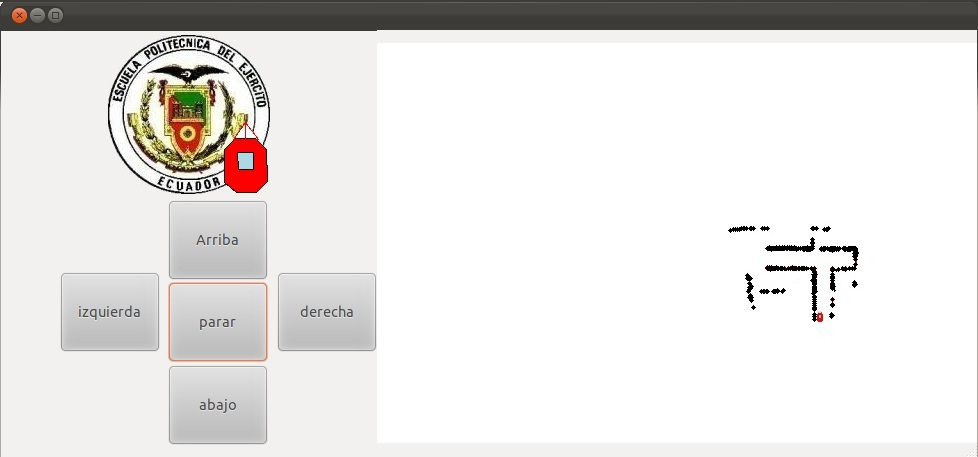 ESCUELA POLITECNICA DEL EJERCITO
ECUADOR
Arriba
izquierda
parar
derecha
abajo